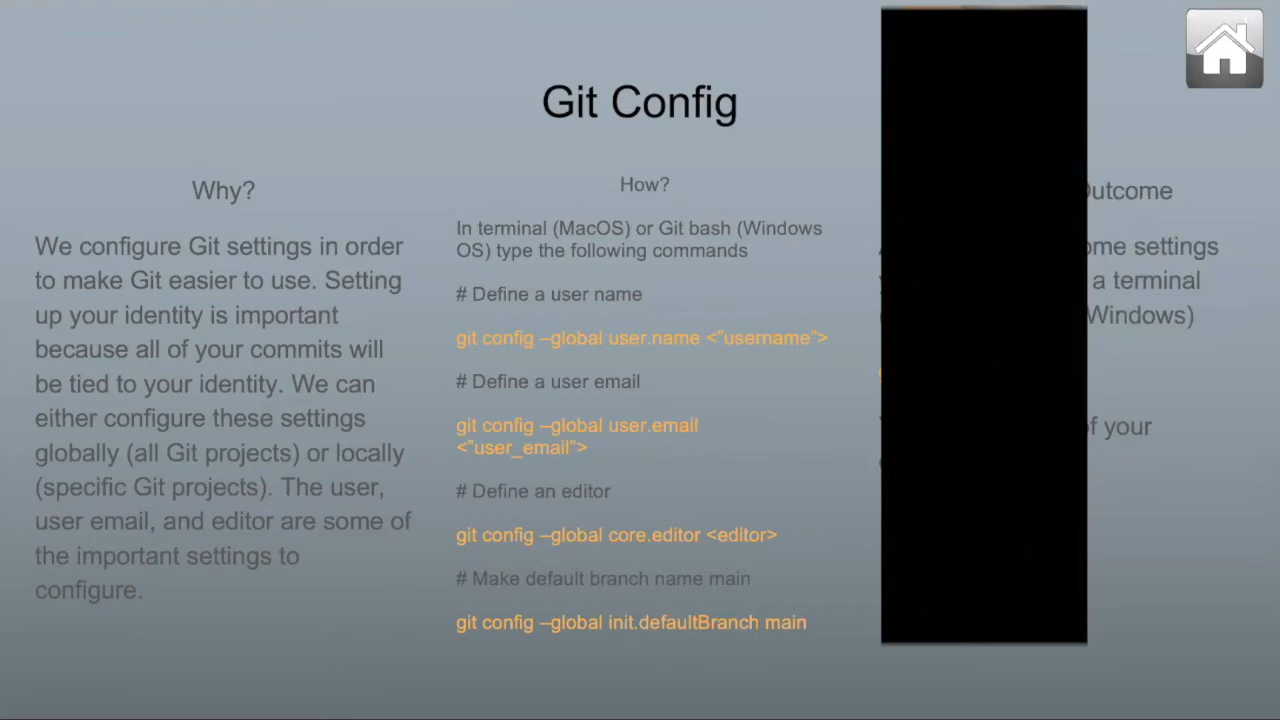 Git Config
Why?
We configure Git settings in order
to make Git easier to use. Setting
up your identity is important
because all of your commits will
be tied to your identity. We can
either configure these settings
globally (all Git projects) or locally
(specific Git projects). The user,
user email, and editor are some of
the important settings to
configure.
How?
In terminal (MacOS) or Git bash (Windows
OS) type the following commands
# Define a user name
git config –global user.name <”username”>
# Define a user email
git config –global user.email
<”user_email”>
# Define an editor
git config –global core.editor <editor>
# Make default branch name main
git config –global init.defaultBranch main
settings
a terminal
Windows)
your